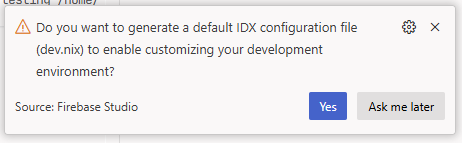 testing /home/
Do you want to generate a default IDX configuration file
(dev.nix) to enable customizing your development
environment?
Source: Firebase Studio
Yes
Ask me later